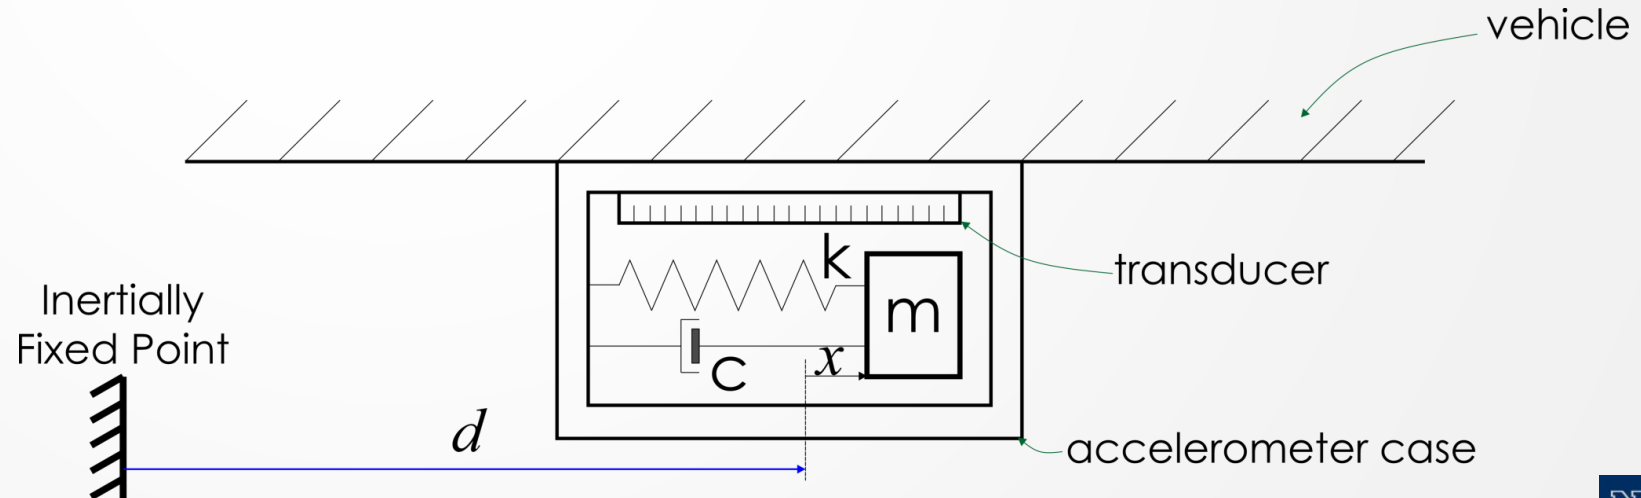 vehicle
k
transducer
m
Inertially
Fixed Point
x
c
d
accelerometer case